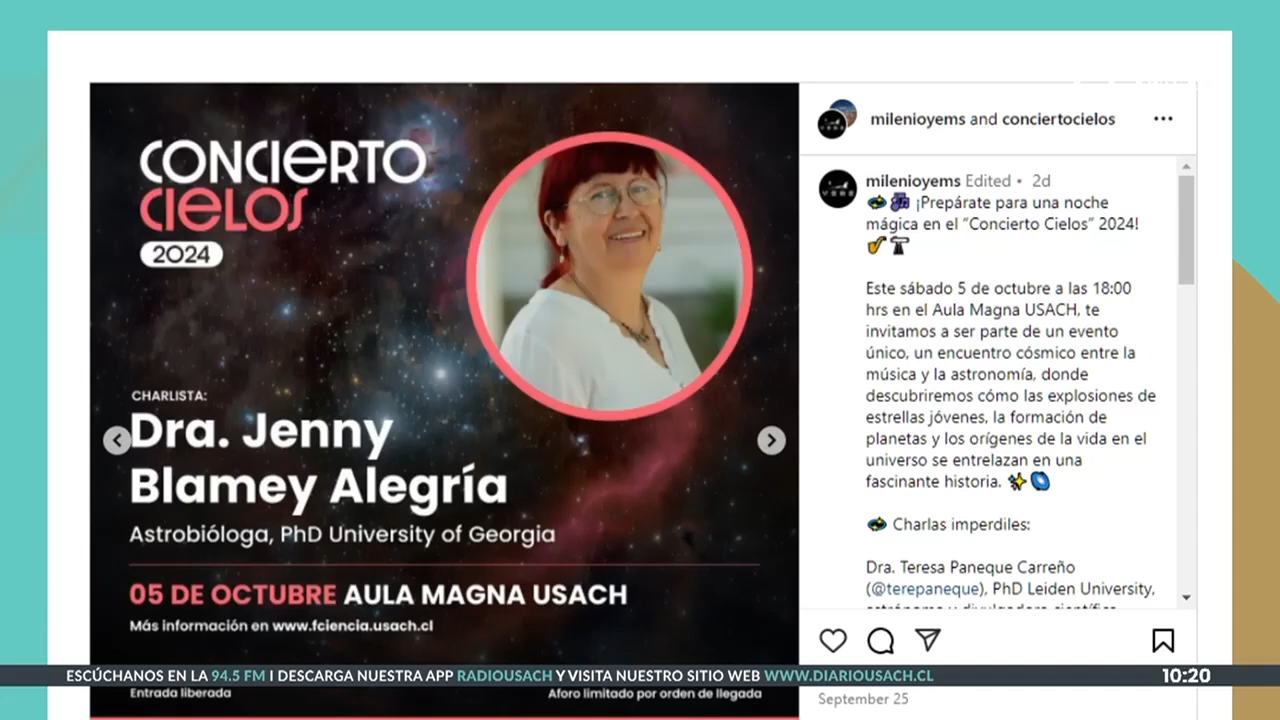 CONCIERTO
CIELOS
2024
CHARLISTA:
Dra. Jenny
Blamey Alegría
Astrobióloga, PhD University of Georgia
05 DE OCTUBRE AULA MAGNA USACH
Más información en www.fciencia.usach.cl
Entrada liberada
Aforo limitado por orden de llegada
milenioyems and conciertocielos
milenioyems Edited • 2d
¡Prepárate para una noche
mágica en el "Concierto Cielos" 2024!
Este sábado 5 de octubre a las 18:00
hrs en el Aula Magna USACH, te
invitamos a ser parte de un evento
único, un encuentro cósmico entre la
música y la astronomía, donde
descubriremos cómo las explosiones de
estrellas jóvenes, la formación de
planetas y los orígenes de la vida en el
universo se entrelazan en una
fascinante historia.
Charlas imperdiles:
Dra. Teresa Paneque Carreño
(@terepaneque), PhD Leiden University,
September 25
ESCÚCHANOS EN LA 94.5 FM I DESCARGA NUESTRA APP RADIOUSACH Y VISITA NUESTRO SITIO WEB WWW.DIARIOUSACH.CL
10:20